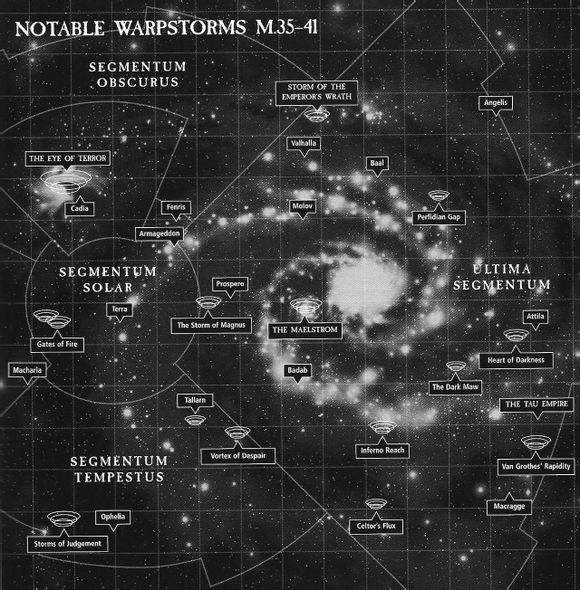 NOTABLE WARPSTORMS M.35-41
SEGMENTUM
OBSCURUS
STORM OF THE
EMPEROR'S WRATH
Angelis
Valhalla
THE EYE OF TERROR
Baal
Cadia
Fenris
Molov
Perfidian Gap
Armageddon
SEGMENTUM
SOLAR
ULTIMA
SEGMENTUM
Prospero
Terra
The Storm of Magnus
THE MAELSTROM
Attila
Gates of Fire
Heart of Darkness
Macharia
Badab
The Dark Maw
Tallarn
THE TAU EMPIRE
Vortex of Despair
Inferno Reach
SEGMENTUM
TEMPESTUS
Van Grothes' Rapidity
Macragge
Ophelia
Celtor's Flux
Storms of Judgement